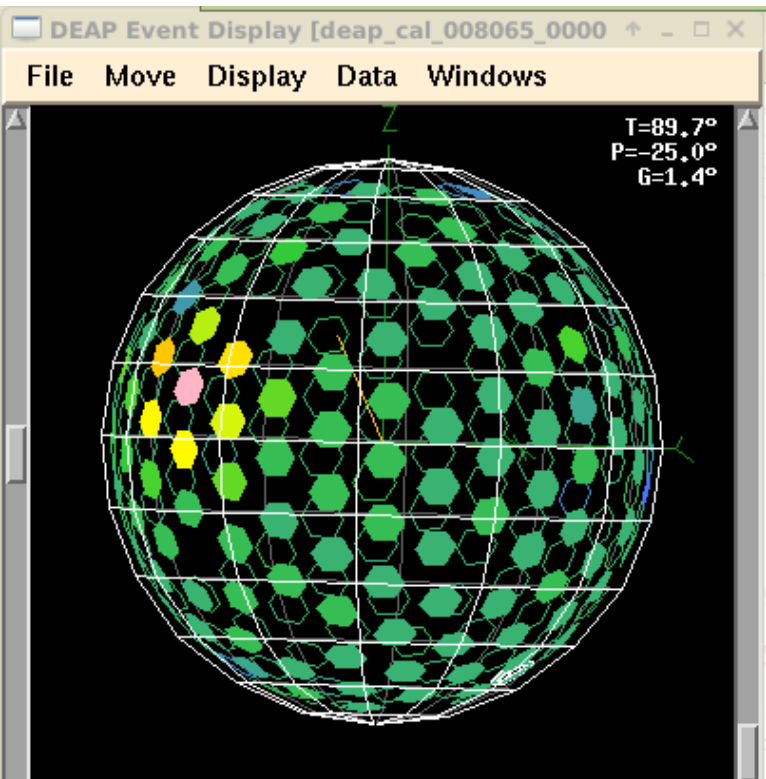 DEAP Event Display [deap_cal_008065_0000
File Move Display Data Windows
Z
T=89.7°
P=-25.0°
G=1.4°
X
Y